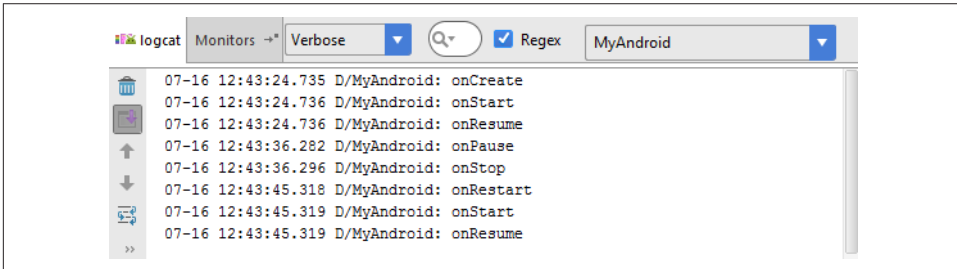 logcat Monitors →" Verbose Regex MyAndroid
07-16 12:43:24.735 D/MyAndroid: onCreate
07-16 12:43:24.736 D/MyAndroid: onStart
07-16 12:43:24.736 D/MyAndroid: onResume
07-16 12:43:36.282 D/MyAndroid: onPause
07-16 12:43:36.296 D/MyAndroid: onStop
07-16 12:43:45.318 D/MyAndroid: onRestart
07-16 12:43:45.319 D/MyAndroid: onStart
07-16 12:43:45.319 D/MyAndroid: onResume